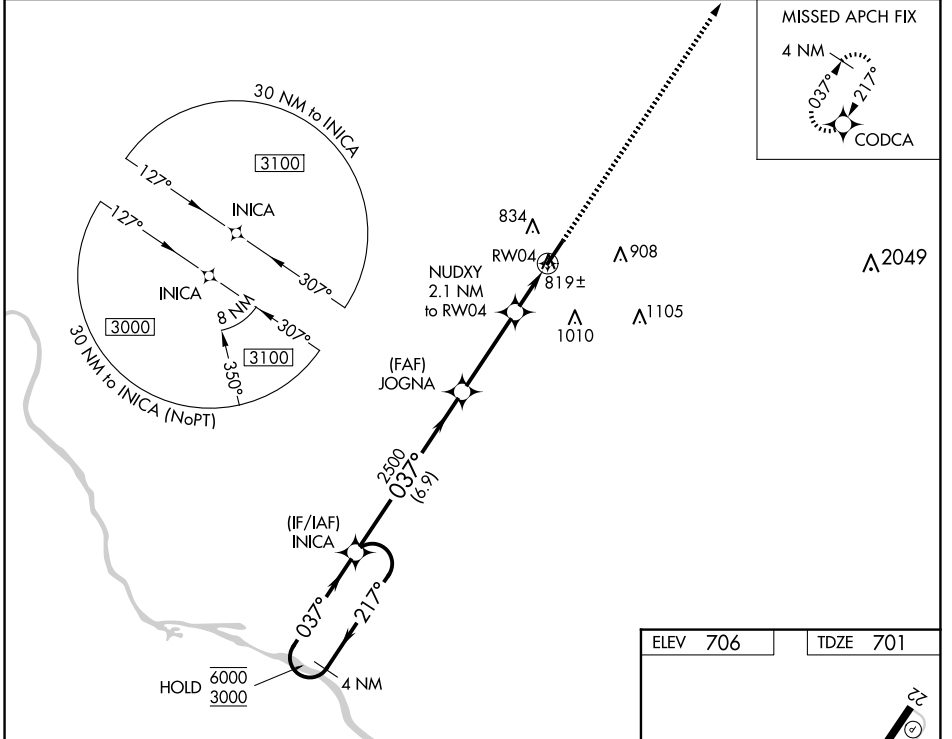 MISSED APCH FIX
4 NM
037°
217°
CODCA
30 NM to INICA
3100
127°
INICA
307°
127°
INICA
8 NM
307°
3000
3100
350°
30 NM to INICA (NoPT)
834
RW04
819±
908
2049
NUDXY
2.1 NM
to RW04
1010
1105
(FAF)
JOGNA
2500
037°
(6.9)
(IF/IAF)
INICA
037°
217°
HOLD
6000
3000
4 NM
ELEV 706
TDZE 701
22
P